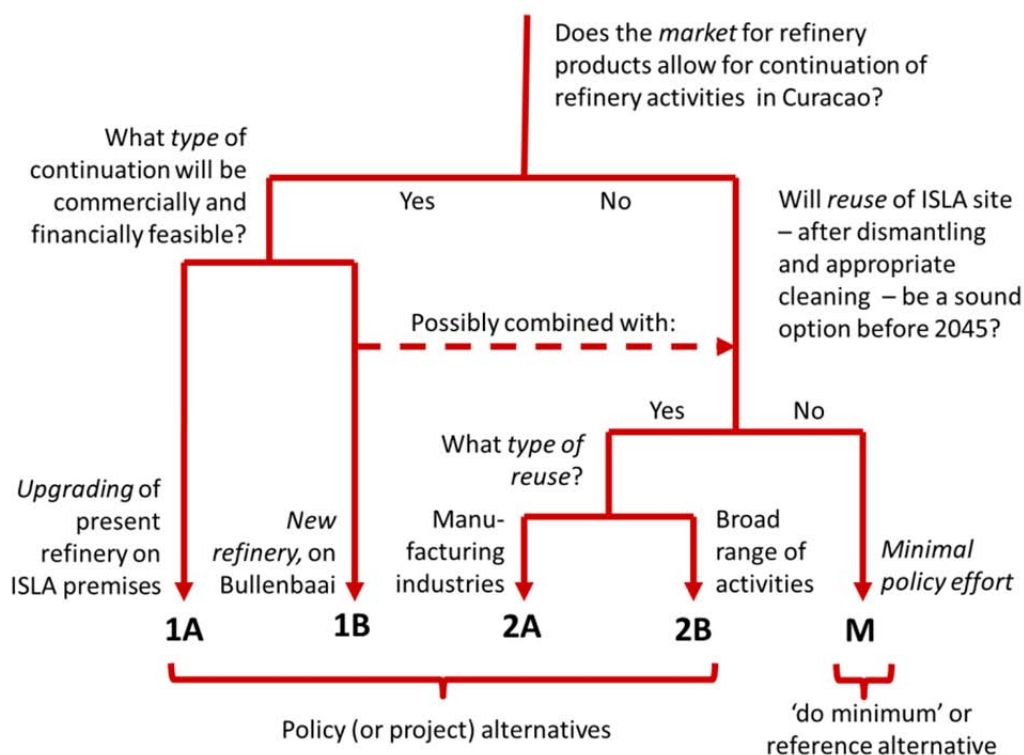 Does the market for refinery
products allow for continuation of
refinery activities in Curacao?
What type of
continuation will be
commercially and
financially feasible?
Yes
No
Will reuse of ISLA site
– after dismantling
and appropriate
cleaning – be a sound
option before 2045?
Possibly combined with:
Yes
No
What type of
reuse?
Upgrading of
present
refinery on
ISLA premises
New
refinery, on
Bullenbaai
Manu-
facturing
industries
Broad
range of
activities
Minimal
policy effort
1A
1B
2A
2B
M
Policy (or project) alternatives
‘do minimum’ or
reference alternative